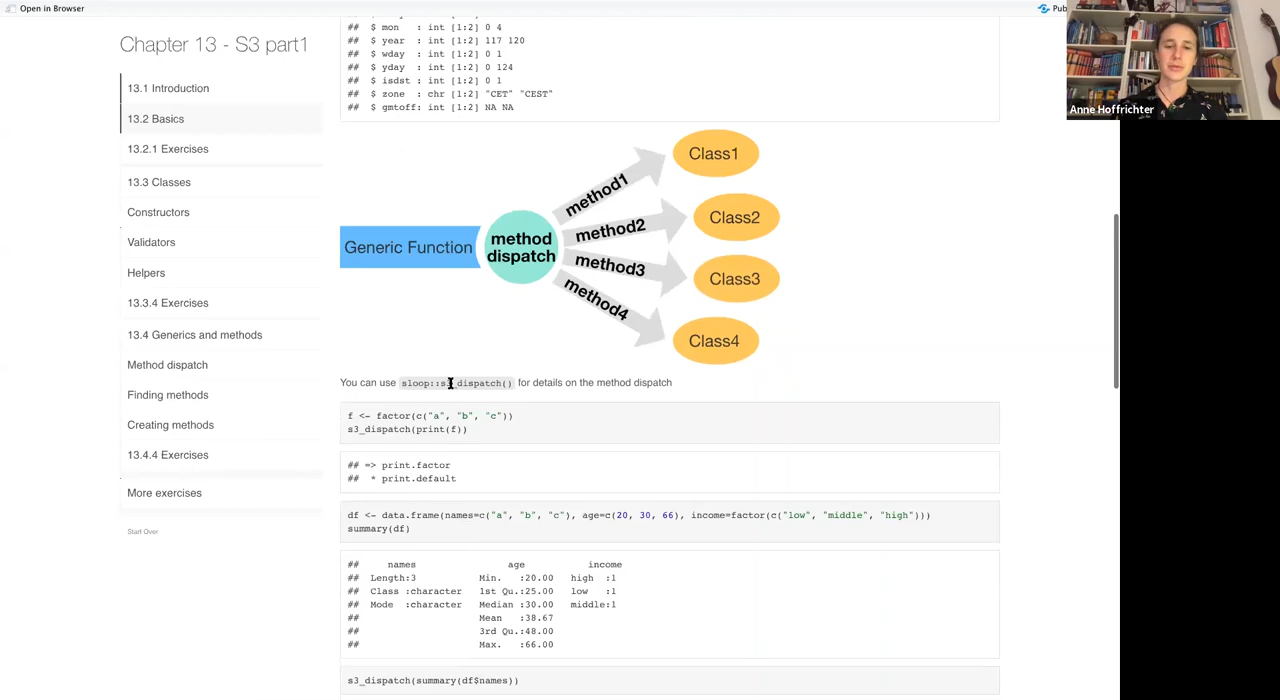 Open in Browser
Pub
Anne Hoffrichter
Chapter 13 - S3 part1
13.1 Introduction
13.2 Basics
13.2.1 Exercises
13.3 Classes
Constructors
Validators
Helpers
13.3.4 Exercises
13.4 Generics and methods
Method dispatch
Finding methods
Creating methods
13.4.4 Exercises
More exercises
Start Over
## $ mon : int [1:2] 0 4
## $ year : int [1:2] 117 120
## $ wday : int [1:2] 0 1
## $ yday : int [1:2] 0 124
## $ isdst : int [1:2] 0 1
## $ zone : chr [1:2] "CET" "CEST"
## $ gmtoff: int [1:2] NA NA
Generic Function
method
dispatch
method1
method2
method3
method4
Class1
Class2
Class3
Class4
You can use sloop::s3_dispatch() for details on the method dispatch
f <- factor(c("a", "b", "c"))
s3_dispatch(print(f))
## => print.factor
## * print.default
df <- data.frame(names=c("a", "b", "c"), age=c(20, 30, 66), income=factor(c("low", "middle", "high")))
summary(df)
## names age income
## Length:3 Min. :20.00 high :1
## Class :character 1st Qu.:25.00 low :1
## Mode :character Median :30.00 middle:1
## Mean :38.67
## 3rd Qu.:48.00
## Max. :66.00
s3_dispatch(summary(df$names))